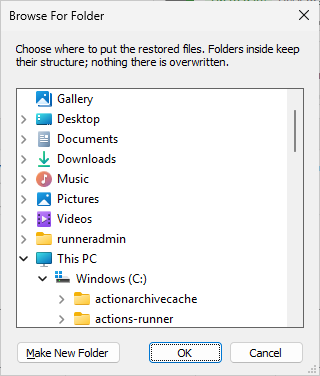 Browse For Folder
Choose where to put the restored files. Folders inside keep
their structure; nothing there is overwritten.
Gallery
Desktop
Documents
Downloads
Music
Pictures
Videos
runneradmin
This PC
Windows (C:)
actionarchivecache
actions-runner
Make New Folder
OK
Cancel